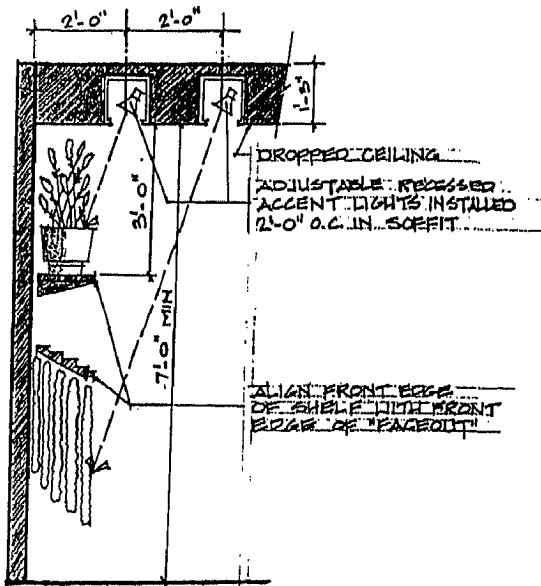 2'-0" 2'-0"
1'-3"
DROPPED CEILING
ADJUSTABLE RECESSED
ACCENT LIGHTS INSTALLED
2'-0" O.C. IN SOFFIT
3'-0"
7'-0" MIN
ALIGN FRONT EDGE
OF SHELF WITH FRONT
EDGE OF "FACEOUT"